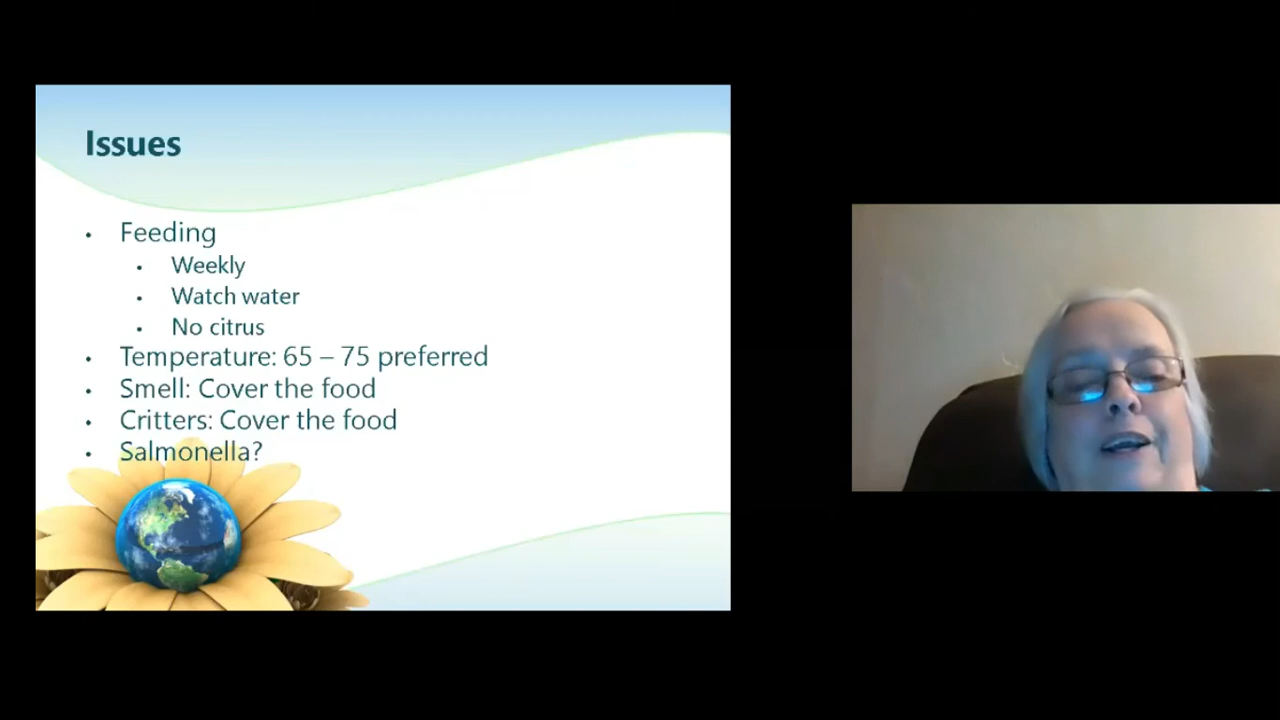 Issues
• Feeding
• Weekly
• Watch water
• No citrus
• Temperature: 65 – 75 preferred
• Smell: Cover the food
• Critters: Cover the food
• Salmonella?